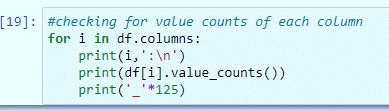 [19]: #checking for value counts of each column
for i in df.columns:
    print(i,':\n')
    print(df[i].value_counts())
    print('_'*125)